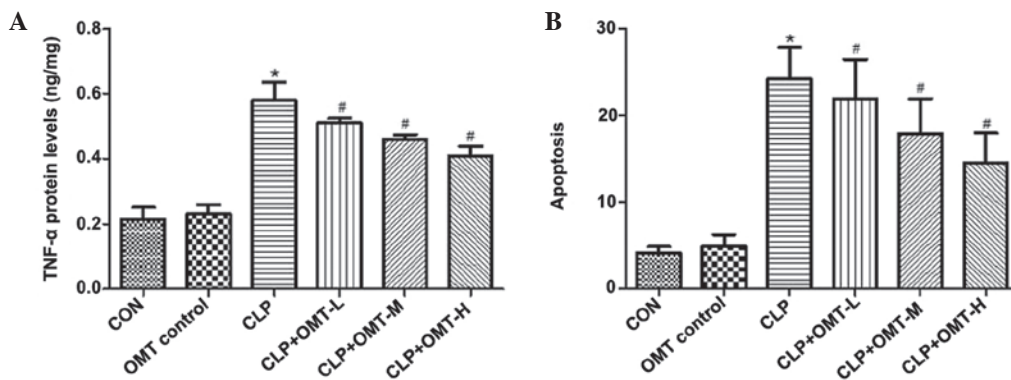 A
TNF-α protein levels (ng/mg)
0.8
0.6
0.4
0.2
0.0
*
#
#
#
CON
OMT control
CLP
CLP+OMT-L
CLP+OMT-M
CLP+OMT-H
B
Apoptosis
30
20
10
0
*
#
#
#
CON
OMT control
CLP
CLP+OMT-L
CLP+OMT-M
CLP+OMT-H